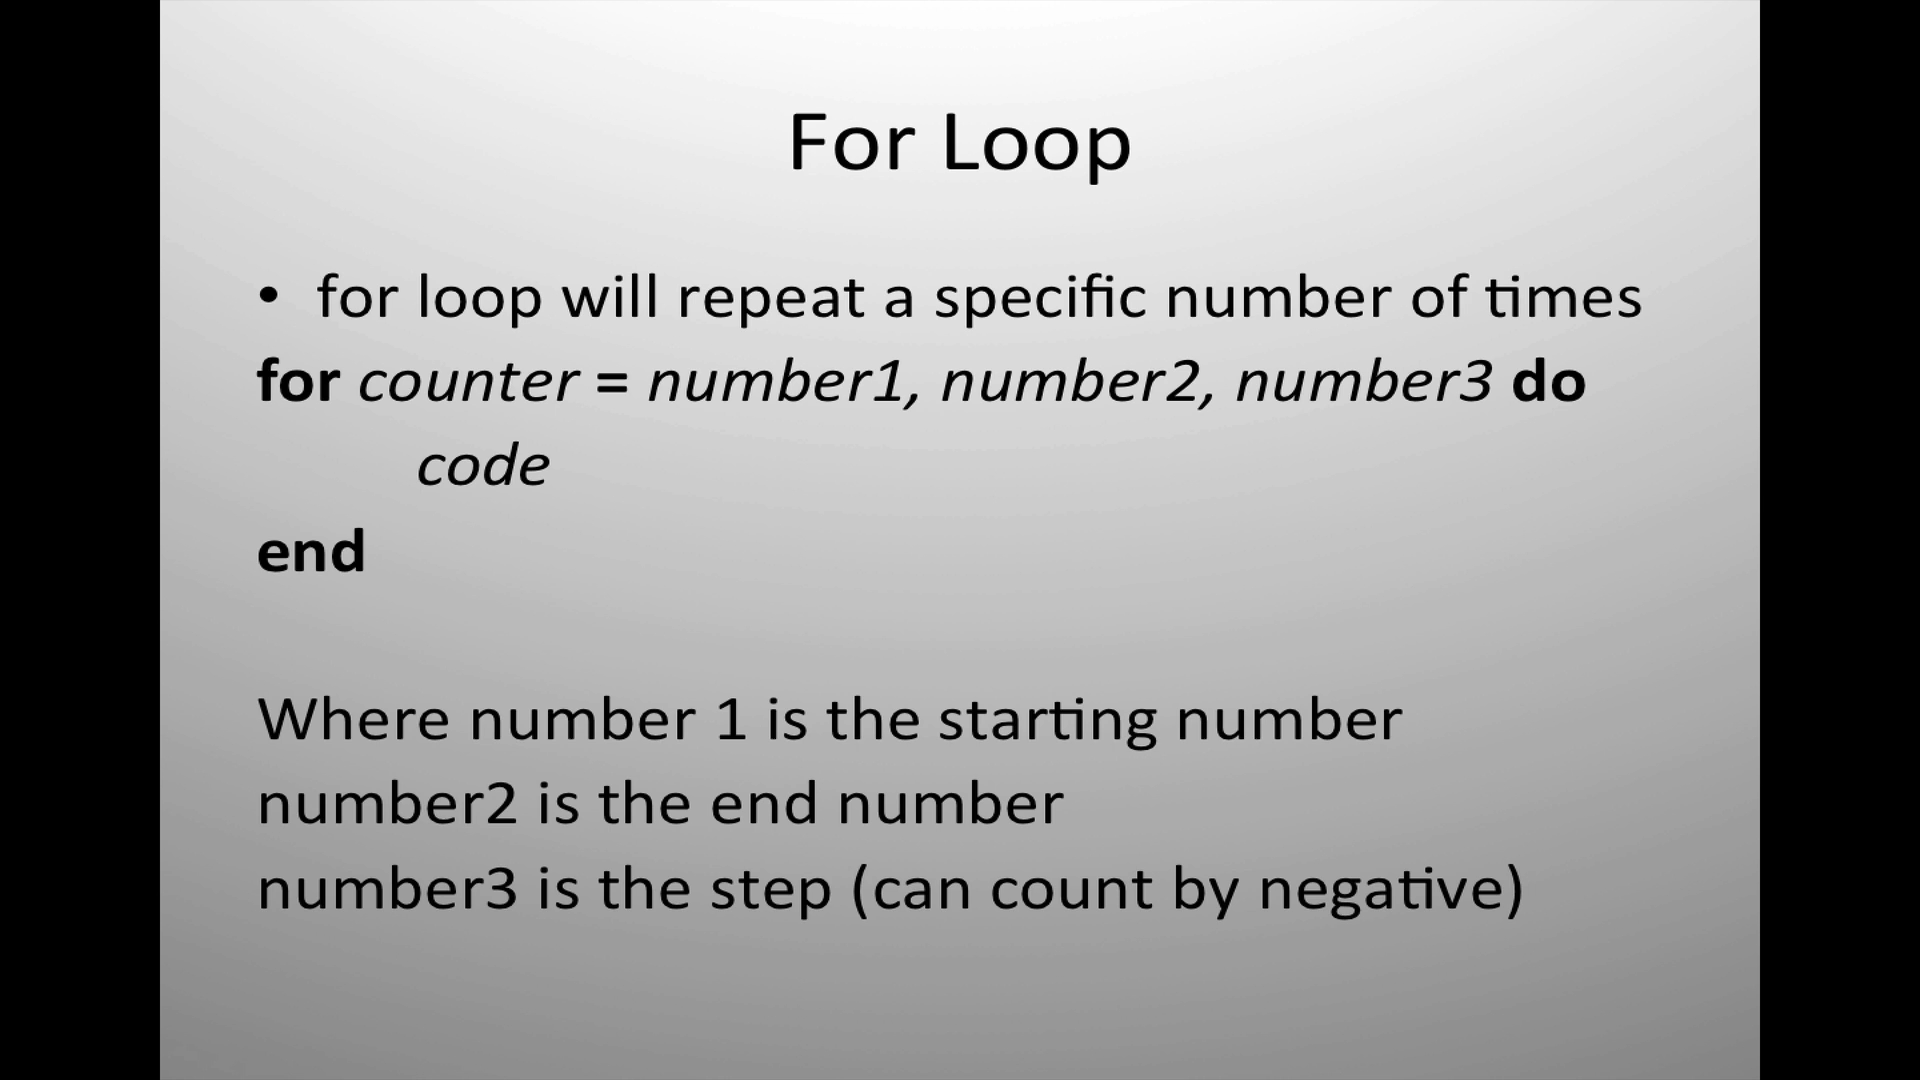 For Loop
• for loop will repeat a specific number of times
for counter = number1, number2, number3 do
code
end
Where number 1 is the starting number
number2 is the end number
number3 is the step (can count by negative)